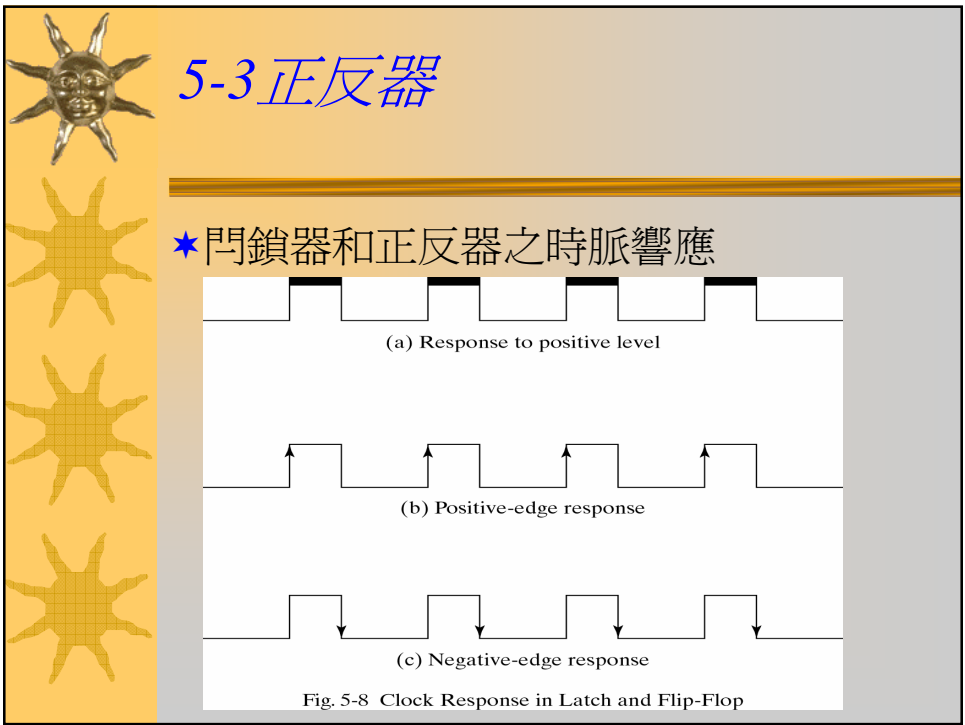 5-3正反器
閂鎖器和正反器之時脈響應
(a) Response to positive level
(b) Positive-edge response
(c) Negative-edge response
Fig. 5-8 Clock Response in Latch and Flip-Flop